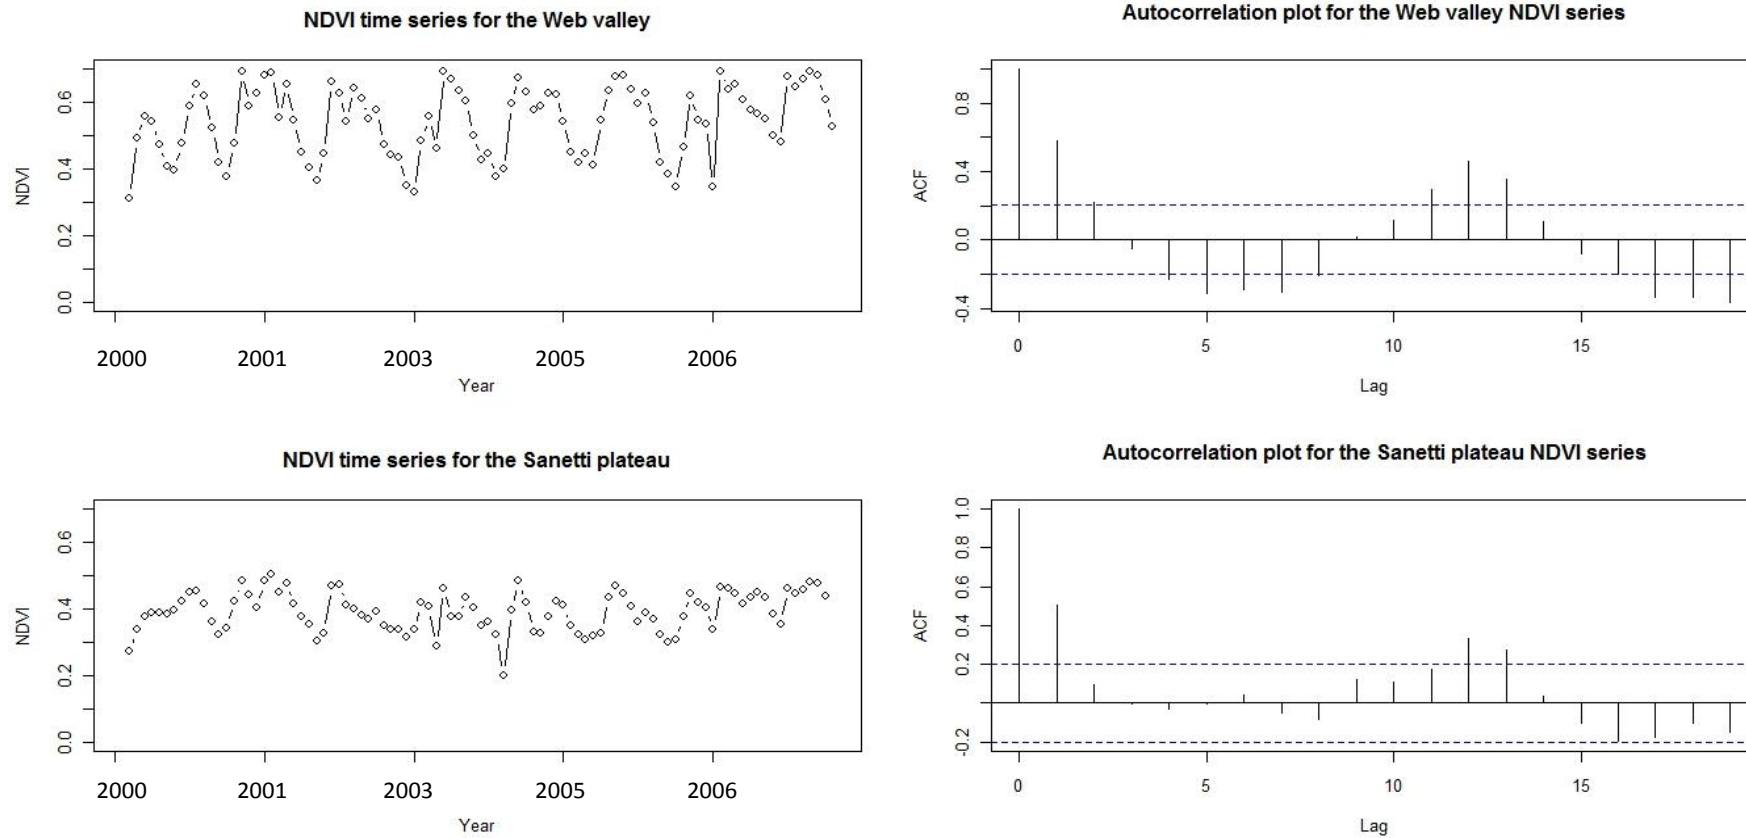 NDVI time series for the Web valley
NDVI
0.0 0.2 0.4 0.6
2000 2001 2003 2005 2006
Year
Autocorrelation plot for the Web valley NDVI series
ACF
-0.4 0.0 0.4 0.8
0 5 10 15
Lag
NDVI time series for the Sanetti plateau
NDVI
0.0 0.2 0.4 0.6
2000 2001 2003 2005 2006
Year
Autocorrelation plot for the Sanetti plateau NDVI series
ACF
-0.2 0.2 0.4 0.6 0.8 1.0
0 5 10 15
Lag